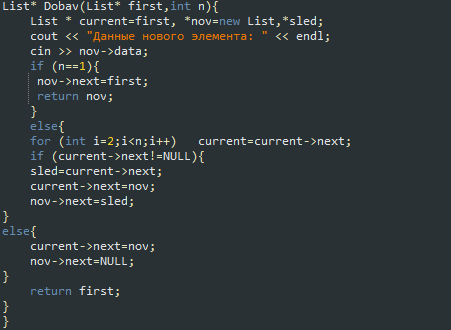 List* Dobav(List* first,int n){
List * current=first, *nov=new List,*sled;
cout << "Данные нового элемента: " << endl;
cin >> nov->data;
if (n==1){
nov->next=first;
return nov;
}
else{
for (int i=2;i<n;i++)   current=current->next;
if (current->next!=NULL){
sled=current->next;
current->next=nov;
nov->next=sled;
}
else{
current->next=nov;
nov->next=NULL;
}
return first;
}
}